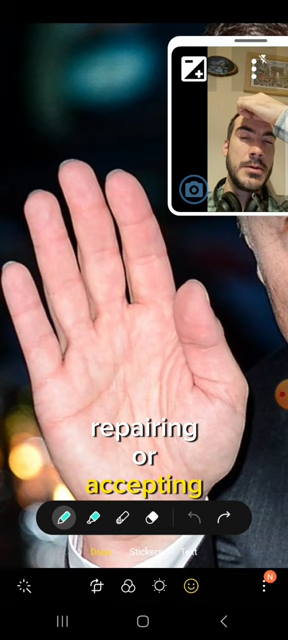 repairing
or
accepting
Draw Stickers Text
N